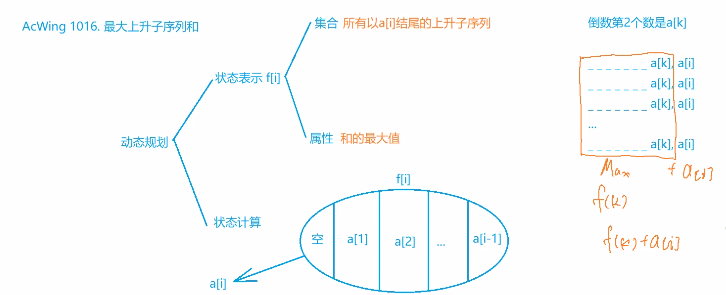 AcWing 1016. 最大上升子序列和
集合 所有以a[i]结尾的上升子序列
状态表示 f[i]
属性 和的最大值
动态规划
状态计算
f[i]
空 a[1] a[2] ... a[i-1]
a[i]
倒数第2个数是a[k]
_ _ _ _ _ _ _ a[k], a[i]
_ _ _ _ _ _ _ a[k], a[i]
_ _ _ _ _ _ _ a[k], a[i]
...
_ _ _ _ _ _ _ a[k], a[i]
Max + a[i]
f(k)
f(k)+a[i]